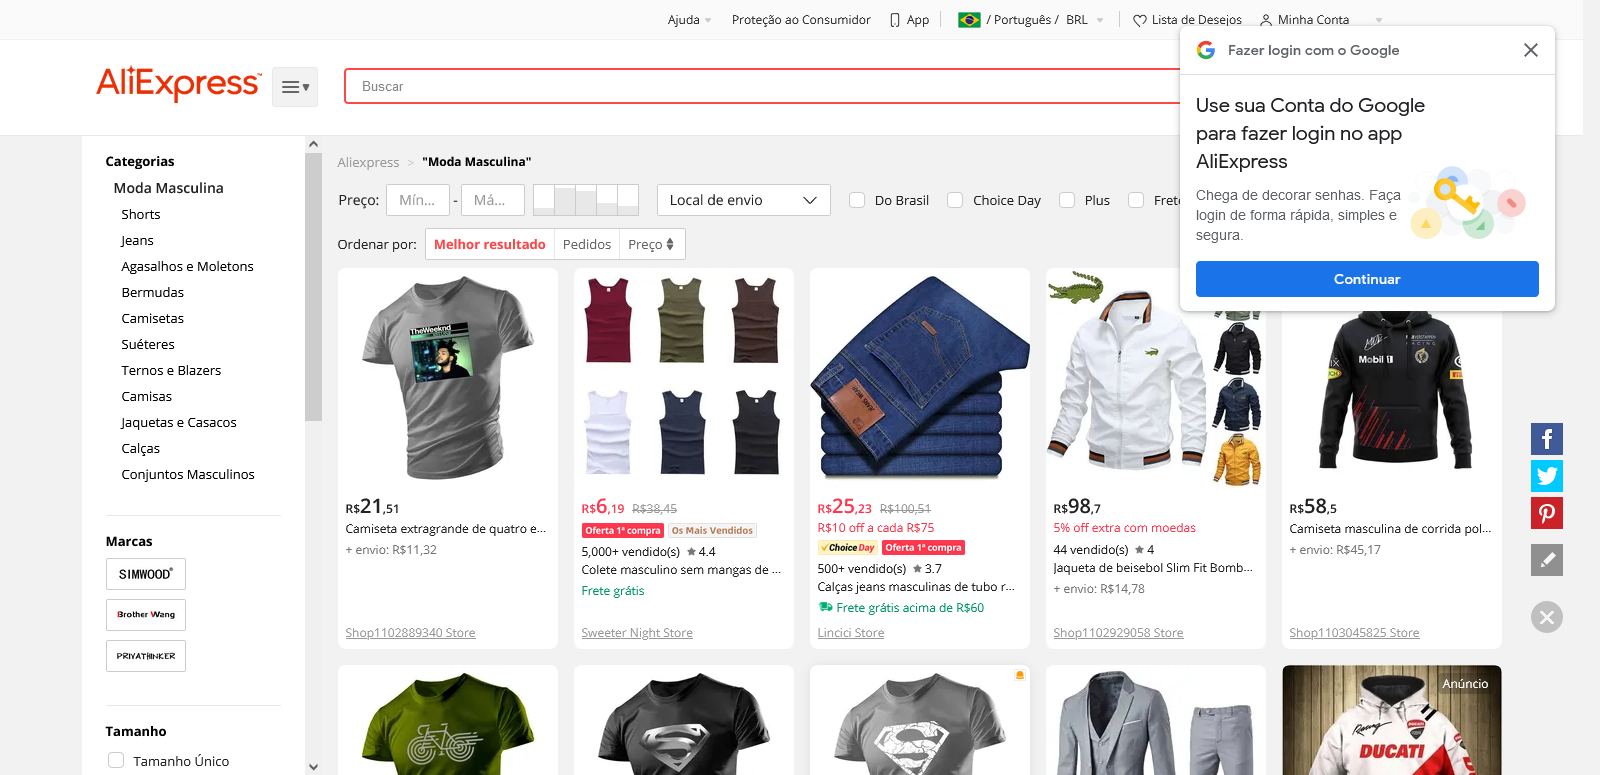 Ajuda
Proteção ao Consumidor
App
/ Português / BRL
Lista de Desejos
Minha Conta
AliExpress
Buscar
Fazer login com o Google
Use sua Conta do Google
para fazer login no app
AliExpress
Chega de decorar senhas. Faça
login de forma rápida, simples e
segura.
Continuar
Categorias
Moda Masculina
Shorts
Jeans
Agasalhos e Moletons
Bermudas
Camisetas
Suéteres
Ternos e Blazers
Camisas
Jaquetas e Casacos
Calças
Conjuntos Masculinos
Marcas
SIMWOOD
Brother Wang
PRIVATHINKER
Tamanho
Tamanho Único
Aliexpress > "Moda Masculina"
Preço:
Mín...
-
Má...
Local de envio
Do Brasil
Choice Day
Plus
Frete
Ordenar por:
Melhor resultado
Pedidos
Preço
TheWeeknd
R$21,51
Camiseta extragrande de quatro e...
+ envio: R$11,32
Shop1102889340 Store
R$6,19 R$38,45
Oferta 1ª compra
Os Mais Vendidos
5,000+ vendido(s) ★ 4.4
Colete masculino sem mangas de ...
Frete grátis
Sweeter Night Store
R$25,23 R$100,51
R$10 off a cada R$75
Choice Day
Oferta 1ª compra
500+ vendido(s) ★ 3.7
Calças jeans masculinas de tubo r...
Frete grátis acima de R$60
Lincici Store
R$98,7
5% off extra com moedas
44 vendido(s) ★ 4
Jaqueta de beisebol Slim Fit Bomb...
+ envio: R$14,78
Shop1102929058 Store
Mobil 1
R$58,5
Camiseta masculina de corrida pol...
+ envio: R$45,17
Shop1103045825 Store
Anúncio
Racing
DUCATI